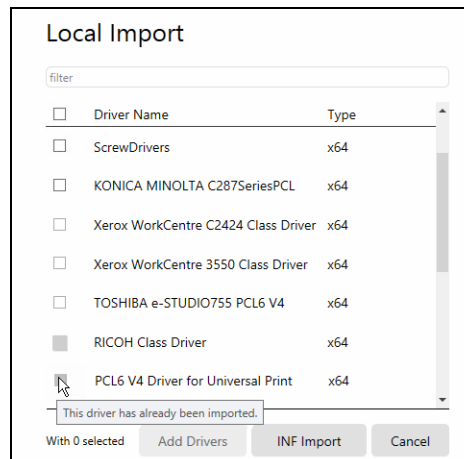 Local Import
filter
Driver Name Type
ScrewDrivers x64
KONICA MINOLTA C287SeriesPCL x64
Xerox WorkCentre C2424 Class Driver x64
Xerox WorkCentre 3550 Class Driver x64
TOSHIBA e-STUDIO755 PCL6 V4 x64
RICOH Class Driver x64
PCL6 V4 Driver for Universal Print x64
This driver has already been imported.
With 0 selected Add Drivers INF Import Cancel